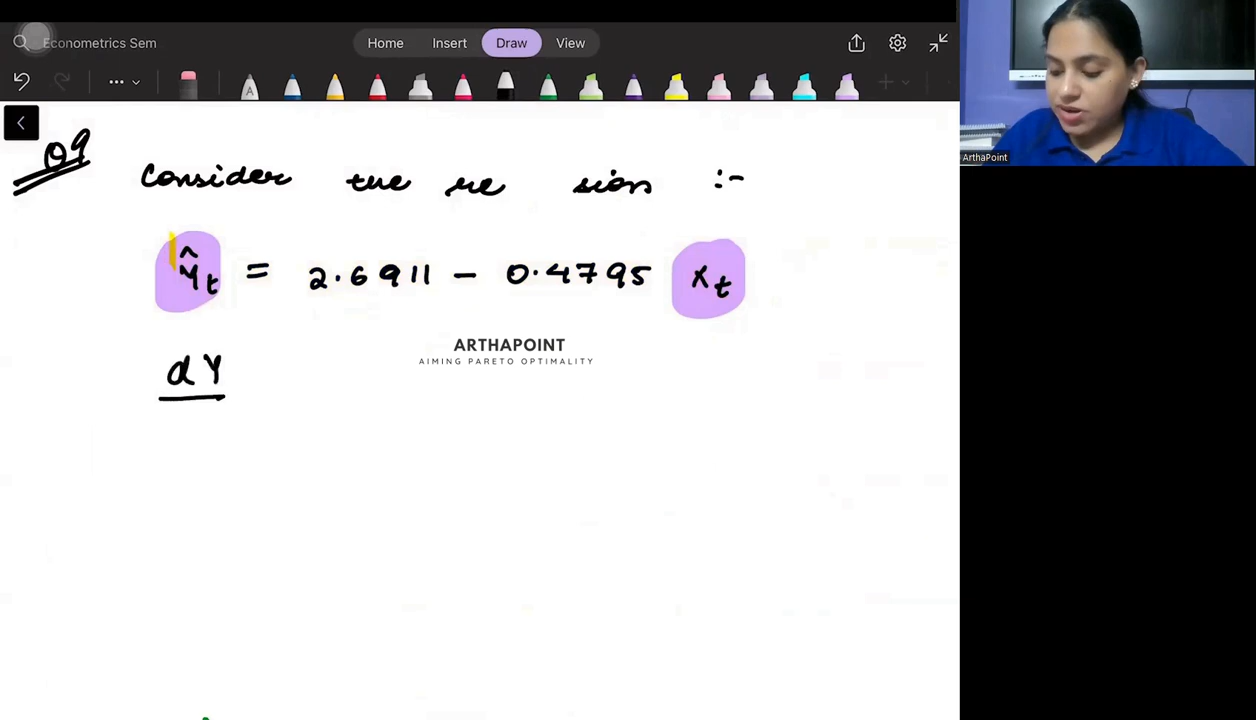 Econometrics Sem
Home Insert Draw View
A
Q9
Consider the re sion :-
Ŷt = 2.6911 - 0.4795 Xt
ARTHAPOINT
AIMING PARETO OPTIMALITY
dY
ArthaPoint